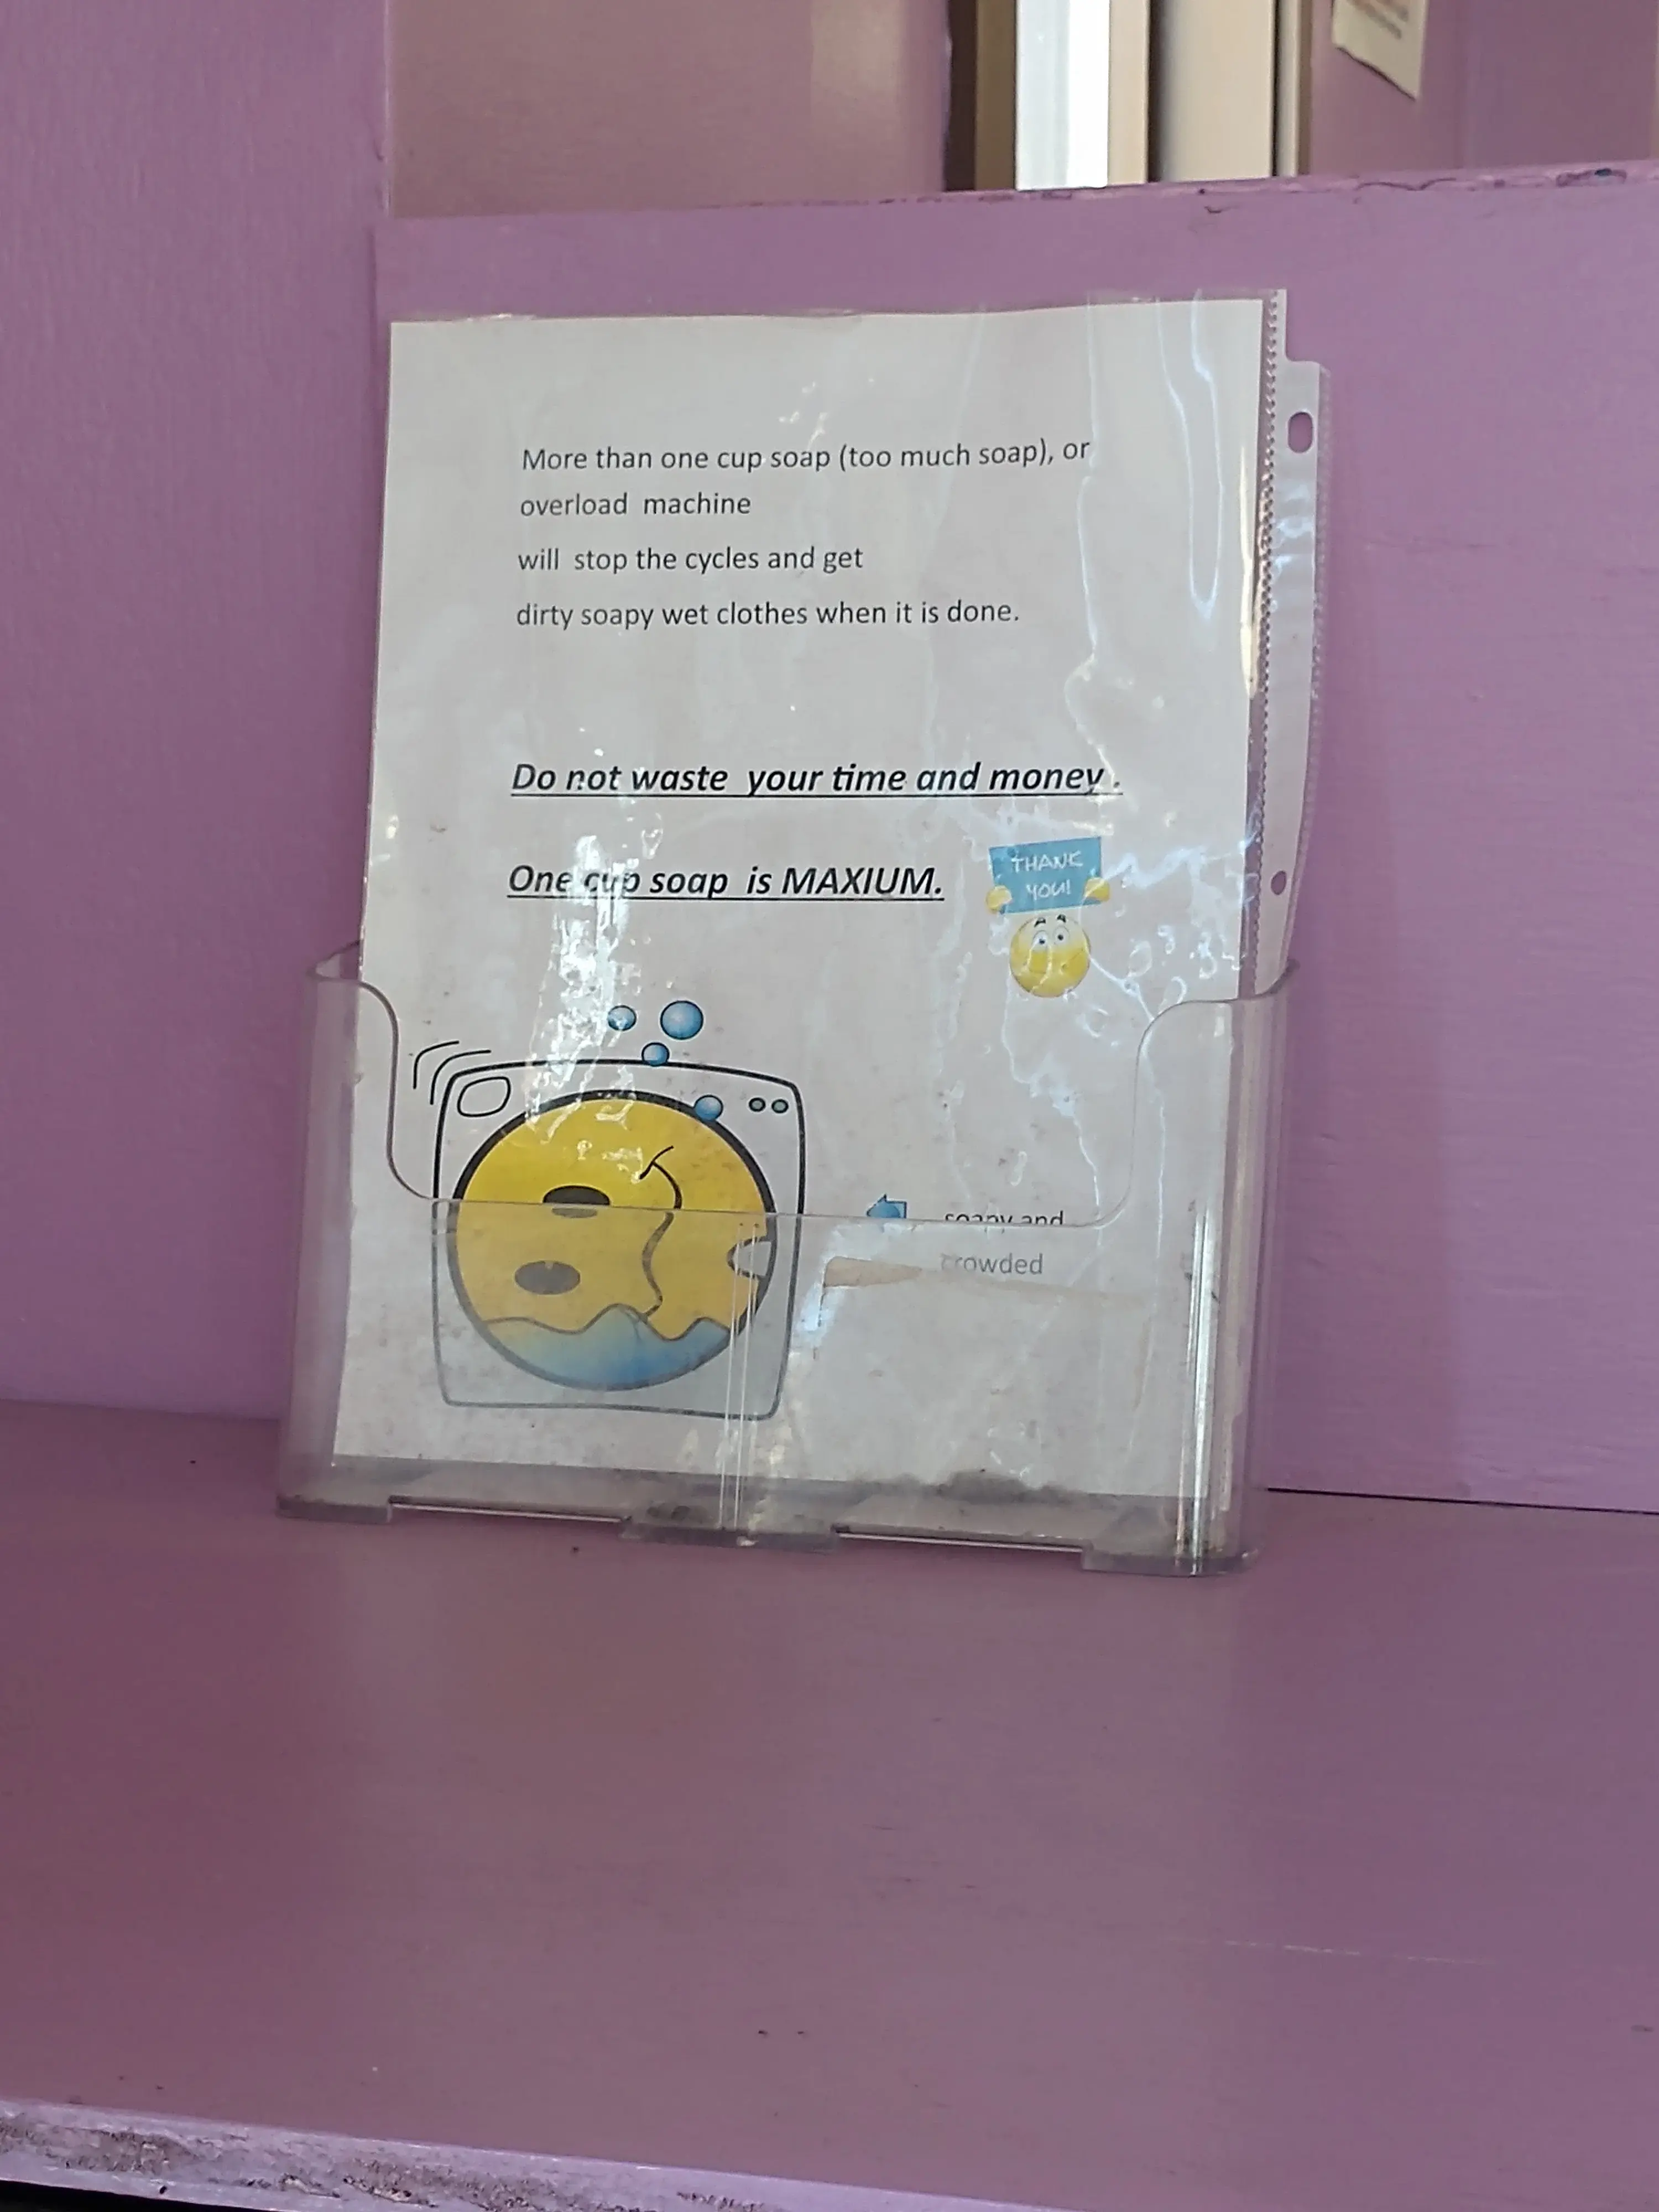 More than one cup soap (too much soap), or
overload machine
will stop the cycles and get
dirty soapy wet clothes when it is done.
Do not waste your time and money .
One cup soap is MAXIUM.
THANK
YOU!
soapy and
crowded